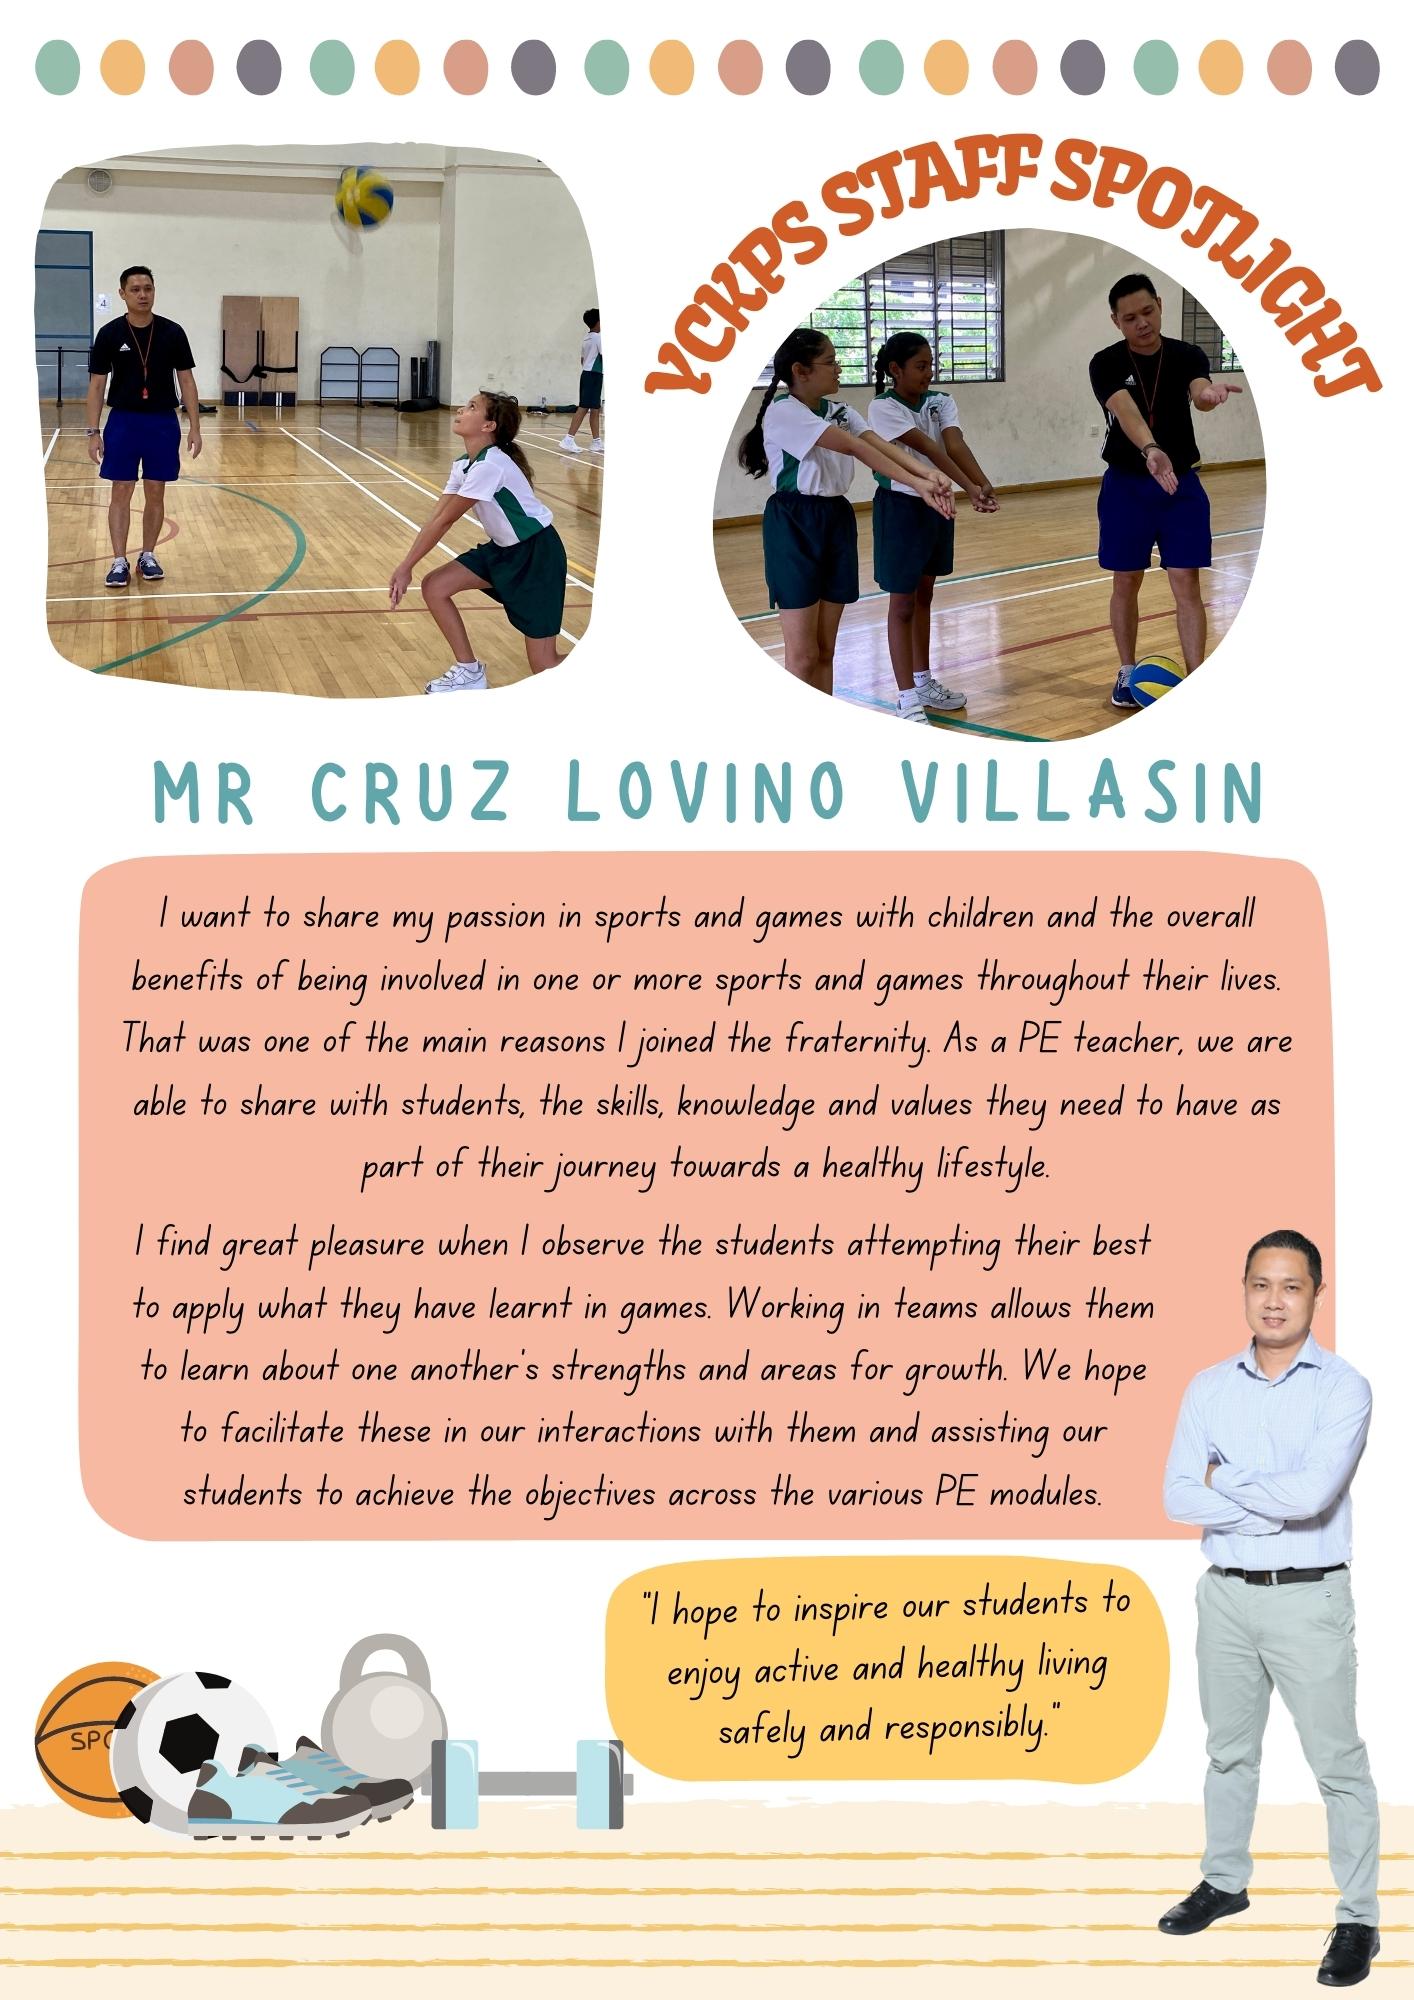 YCKPS STAFF SPOTLIGHT
4
MR CRUZ LOVINO VILLASIN
I want to share my passion in sports and games with children and the overall
benefits of being involved in one or more sports and games throughout their lives.
That was one of the main reasons I joined the fraternity. As a PE teacher, we are
able to share with students, the skills, knowledge and values they need to have as
part of their journey towards a healthy lifestyle.
I find great pleasure when I observe the students attempting their best
to apply what they have learnt in games. Working in teams allows them
to learn about one another's strengths and areas for growth. We hope
to facilitate these in our interactions with them and assisting our
students to achieve the objectives across the various PE modules.
"I hope to inspire our students to
enjoy active and healthy living
safely and responsibly."